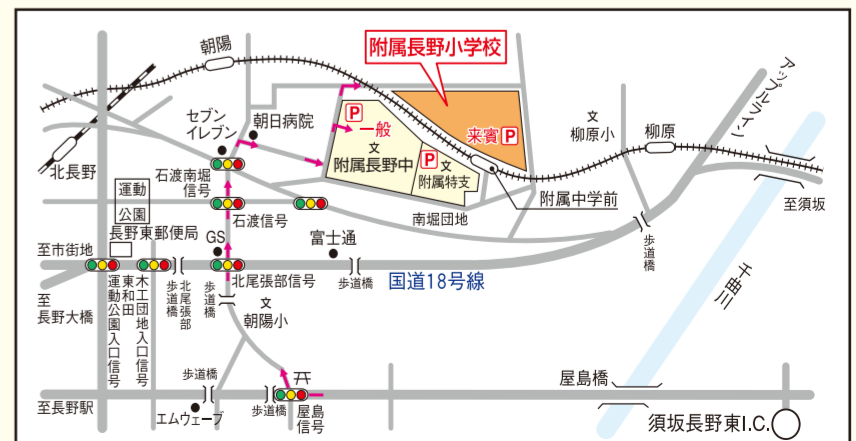 朝陽
附属長野小学校
アップルライン
セブン
イレブン
朝日病院
P
一般
来賓 P
文
柳原小
柳原
北長野
文
附属長野中
P
文
附属特支
石渡南堀
信号
運動
公園
附属中学前
至須坂
石渡信号
南堀団地
長野東郵便局
GS
富士通
歩道橋
至市街地
北尾張部信号
歩道橋
国道18号線
千曲川
至
長野大橋
運動公園入口信号
東和田
木工団地入口信号
歩道橋
北尾張部
歩道橋
文
朝陽小
歩道橋
屋島橋
至長野駅
エムウェーブ
歩道橋
屋島
信号
須坂長野東I.C.